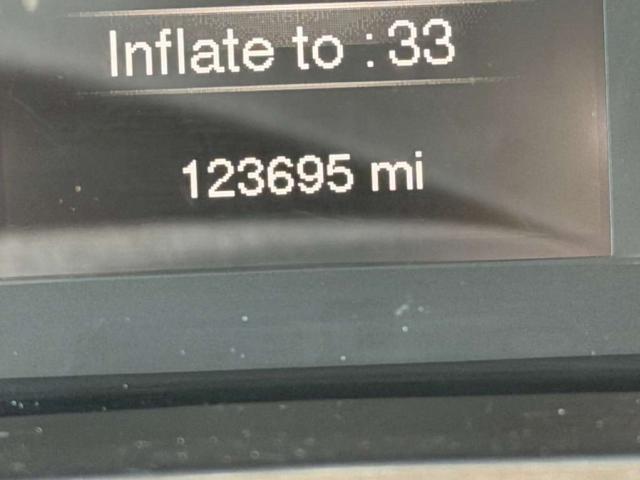 Inflate to : 33
123695 mi